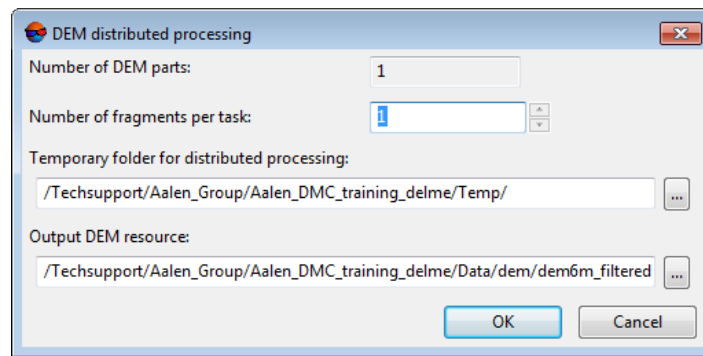 DEM distributed processing
Number of DEM parts: 1
Number of fragments per task: 1
Temporary folder for distributed processing:
/Techsupport/Aalen_Group/Aalen_DMC_training_delme/Temp/ ...
Output DEM resource:
/Techsupport/Aalen_Group/Aalen_DMC_training_delme/Data/dem/dem6m_filtered ...
OK Cancel